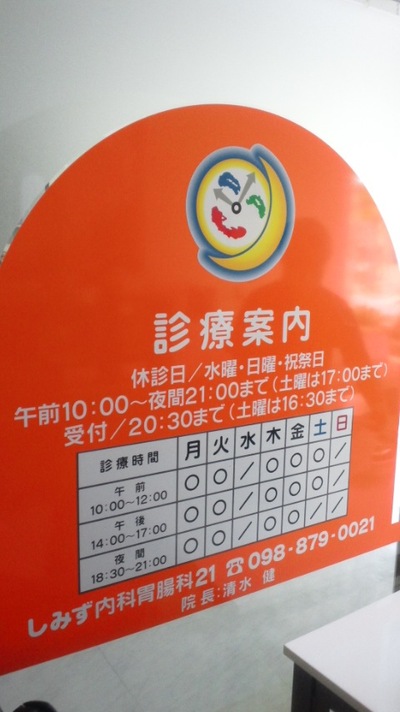 診療案内
休診日／水曜・日曜・祝祭日
午前10:00～夜間21:00まで(土曜は17:00まで)
受付／20:30まで(土曜は16:30まで)
診療時間 月 火 水 木 金 土 日
午前 10:00～12:00 ○ ○ ／ ○ ○ ○ ／
午後 14:00～17:00 ○ ○ ／ ○ ○ ○ ／
夜間 18:30～21:00 ○ ○ ／ ○ ○ ／ ／
しみず内科胃腸科21 ☎098-879-0021
院長:清水 健